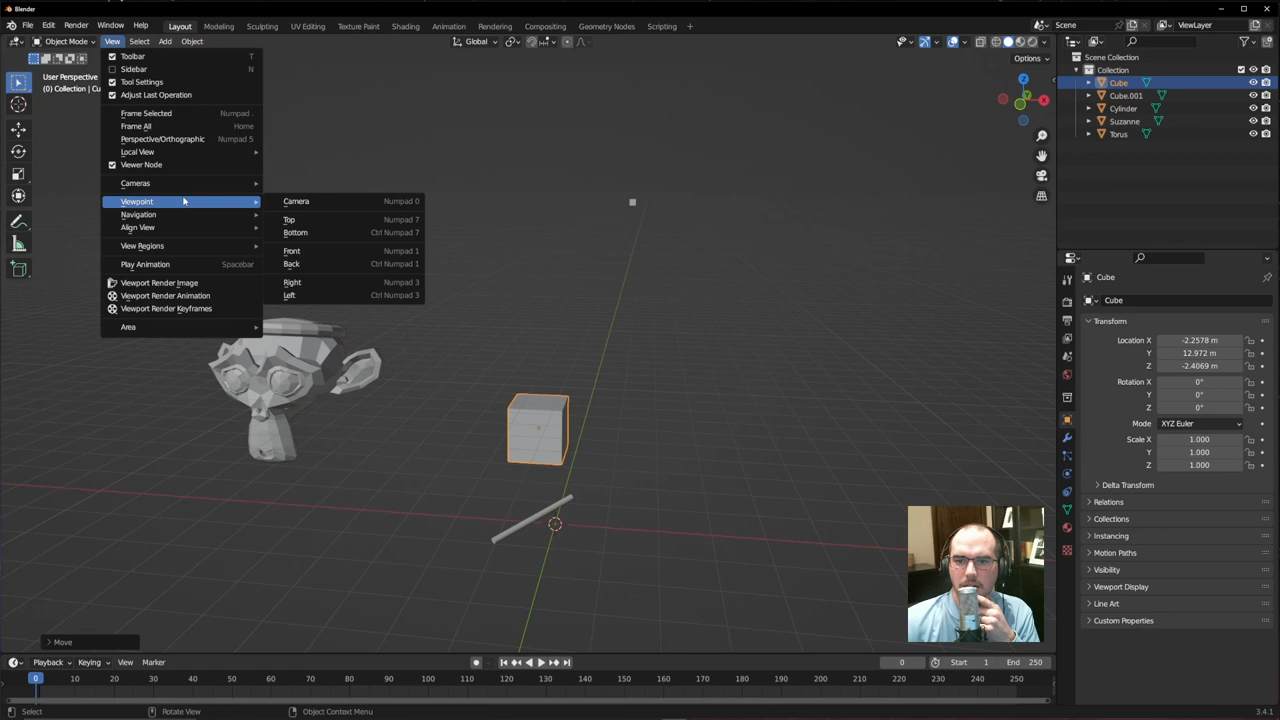 Blender
File Edit Render Window Help Layout Modeling Sculpting UV Editing Texture Paint Shading Animation Rendering Compositing Geometry Nodes Scripting + Scene ViewLayer
Object Mode View Select Add Object Global
Options
User Perspective
(0) Collection | Cu
Toolbar T
Sidebar N
Tool Settings
Adjust Last Operation
Frame Selected Numpad .
Frame All Home
Perspective/Orthographic Numpad 5
Local View
Viewer Node
Cameras
Viewpoint
Navigation
Align View
View Regions
Play Animation Spacebar
Viewport Render Image
Viewport Render Animation
Viewport Render Keyframes
Area
Camera Numpad 0
Top Numpad 7
Bottom Ctrl Numpad 7
Front Numpad 1
Back Ctrl Numpad 1
Right Numpad 3
Left Ctrl Numpad 3
Z
Y
X
Move
Scene Collection
Collection
Cube
Cube.001
Cylinder
Suzanne
Torus
Cube
Cube
Transform
Location X -2.2578 m
Y 12.972 m
Z -2.4069 m
Rotation X 0°
Y 0°
Z 0°
Mode XYZ Euler
Scale X 1.000
Y 1.000
Z 1.000
Delta Transform
Relations
Collections
Instancing
Motion Paths
Visibility
Viewport Display
Line Art
Custom Properties
Playback Keying View Marker 0 Start 1 End 250
0 10 20 30 40 50 60 70 80 90 100 110 120 130 140 150 160 170 180 190 200 210 220 230 240 250
Select Rotate View Object Context Menu 3.4.1